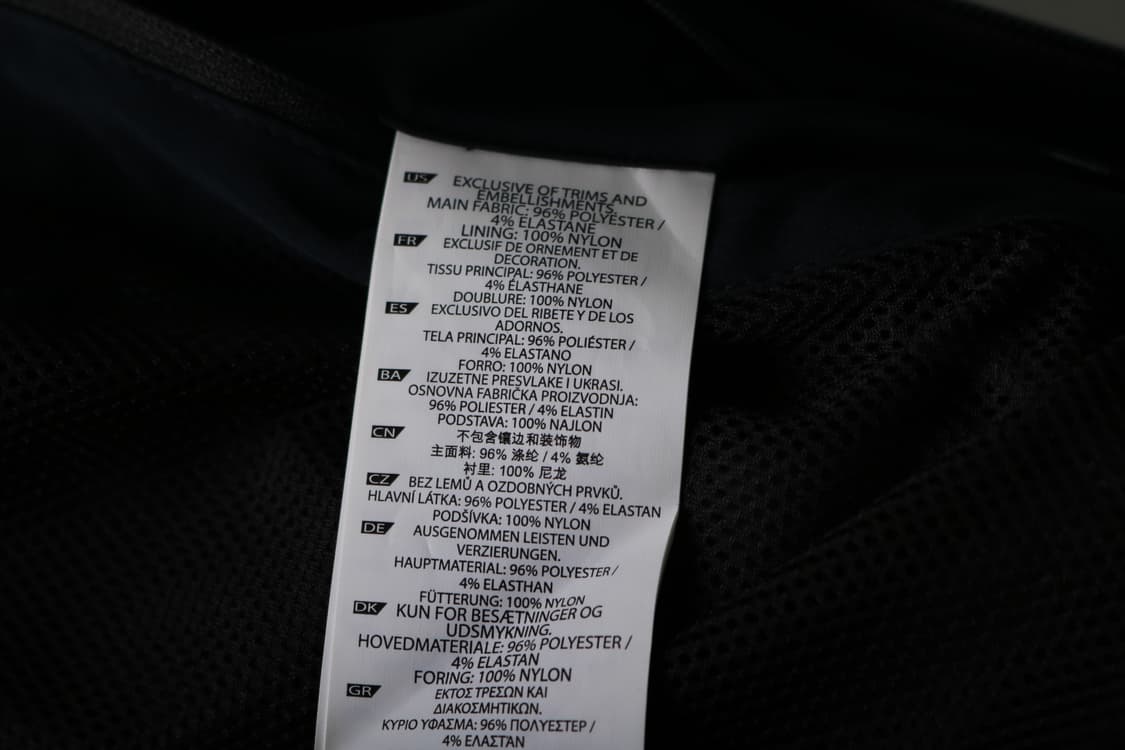 US EXCLUSIVE OF TRIMS AND
EMBELLISHMENTS.
MAIN FABRIC: 96% POLYESTER /
4% ELASTANE
LINING: 100% NYLON
FR EXCLUSIF DE ORNEMENT ET DE
DECORATION.
TISSU PRINCIPAL: 96% POLYESTER /
4% ÉLASTHANE
DOUBLURE: 100% NYLON
ES EXCLUSIVO DEL RIBETE Y DE LOS
ADORNOS.
TELA PRINCIPAL: 96% POLIÉSTER /
4% ELASTANO
FORRO: 100% NYLON
BA IZUZETNE PRESVLAKE I UKRASI.
OSNOVNA FABRIČKA PROIZVODNJA:
96% POLIESTER / 4% ELASTIN
PODSTAVA: 100% NAJLON
CN 不包含镶边和装饰物
主面料: 96% 涤纶 / 4% 氨纶
衬里: 100% 尼龙
CZ BEZ LEMŮ A OZDOBNÝCH PRVKŮ.
HLAVNÍ LÁTKA: 96% POLYESTER / 4% ELASTAN
PODŠÍVKA: 100% NYLON
DE AUSGENOMMEN LEISTEN UND
VERZIERUNGEN.
HAUPTMATERIAL: 96% POLYESTER /
4% ELASTHAN
FÜTTERUNG: 100% NYLON
DK KUN FOR BESÆTNINGER OG
UDSMYKNING.
HOVEDMATERIALE: 96% POLYESTER /
4% ELASTAN
FORING: 100% NYLON
GR ΕΚΤΟΣ ΤΡΕΣΩΝ ΚΑΙ
ΔΙΑΚΟΣΜΗΤΙΚΩΝ.
ΚΥΡΙΟ ΥΦΑΣΜΑ: 96% ΠΟΛΥΕΣΤΕΡ /
4% ΕΛΑΣΤΑΝ